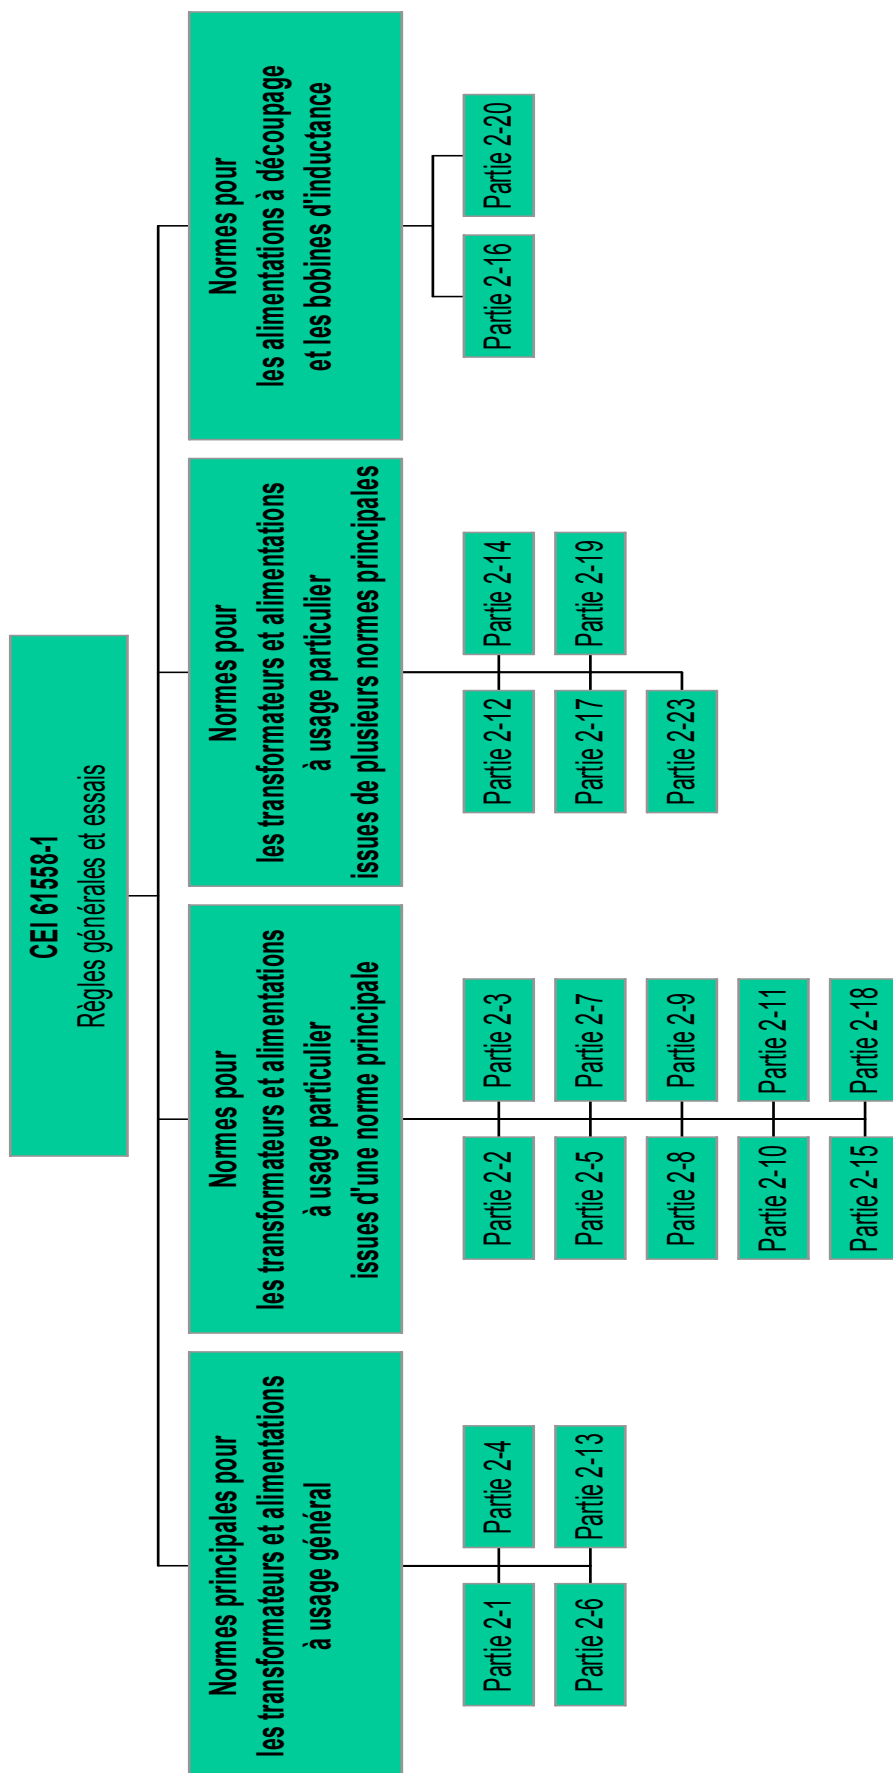 CEI 61558-1
Règles générales et essais
Normes principales pour
les transformateurs et alimentations
à usage général
Partie 2-1
Partie 2-4
Partie 2-6
Partie 2-13
Normes pour
les transformateurs et alimentations
à usage particulier
issues d'une norme principale
Partie 2-2
Partie 2-3
Partie 2-5
Partie 2-7
Partie 2-8
Partie 2-9
Partie 2-10
Partie 2-11
Partie 2-15
Partie 2-18
Normes pour
les transformateurs et alimentations
à usage particulier
issues de plusieurs normes principales
Partie 2-12
Partie 2-14
Partie 2-17
Partie 2-19
Partie 2-23
Normes pour
les alimentations à découpage
et les bobines d'inductance
Partie 2-16
Partie 2-20